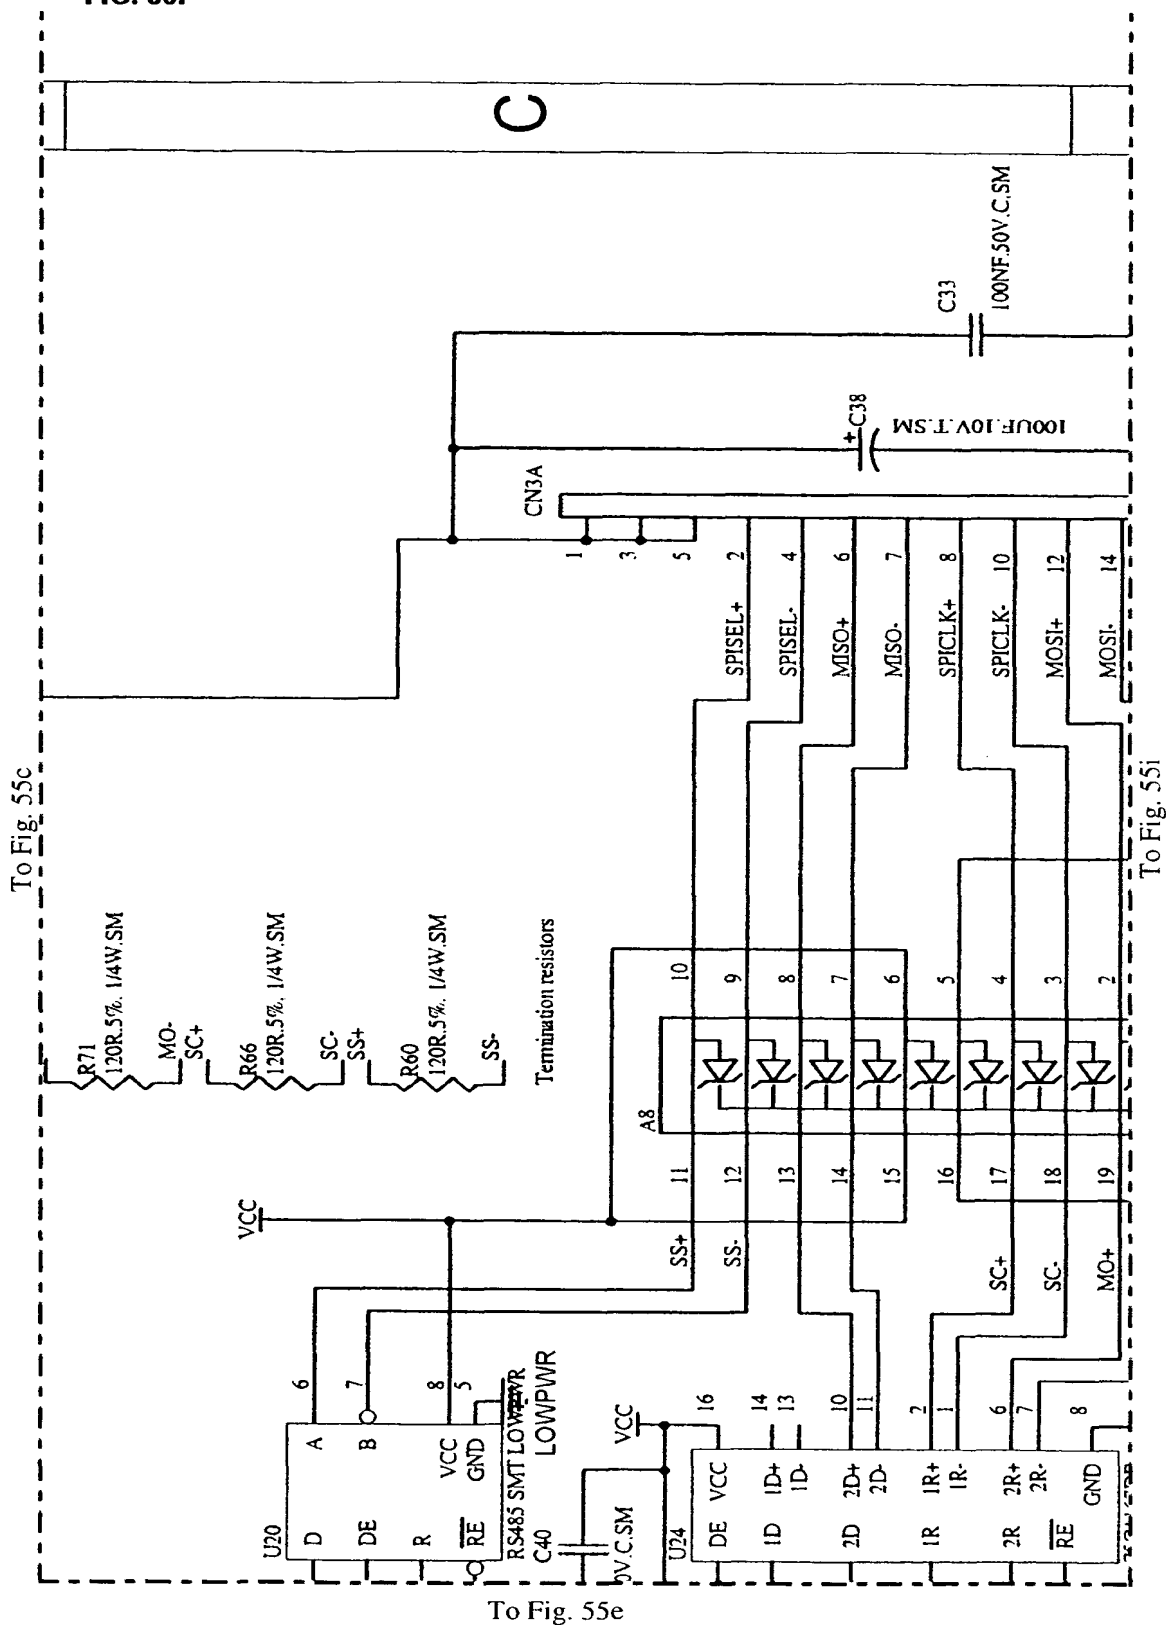 To Fig. 55c
C
C33
100NF.50V.C.SM
+
C38
100UF.10V.T.SM
CN3A
1
3
5
2
4
6
7
8
10
12
14
SPISEL+
SPISEL-
MISO+
MISO-
SPICLK+
SPICLK-
MOSI+
MOSI-
To Fig. 55i
R71
120R.5%. 1/4W.SM
MO-
SC+
R66
120R.5%. 1/4W.SM
SC-
SS+
R60
120R.5%. 1/4W.SM
SS-
Termination resistors
10
9
8
7
6
5
4
3
2
A8
11
12
13
14
15
16
17
18
19
VCC
SS+
SS-
SC+
SC-
MO+
6
7
8
5
U20
A
B
VCC
GND
D
DE
R
RE
RS485 SMT LOWPWR
LOWPWR
C40
0V.C.SM
VCC
16
14
13
10
11
2
1
6
7
8
U24
VCC
1D+
1D-
2D+
2D-
1R+
1R-
2R+
2R-
GND
DE
1D
2D
1R
2R
RE
To Fig. 55e